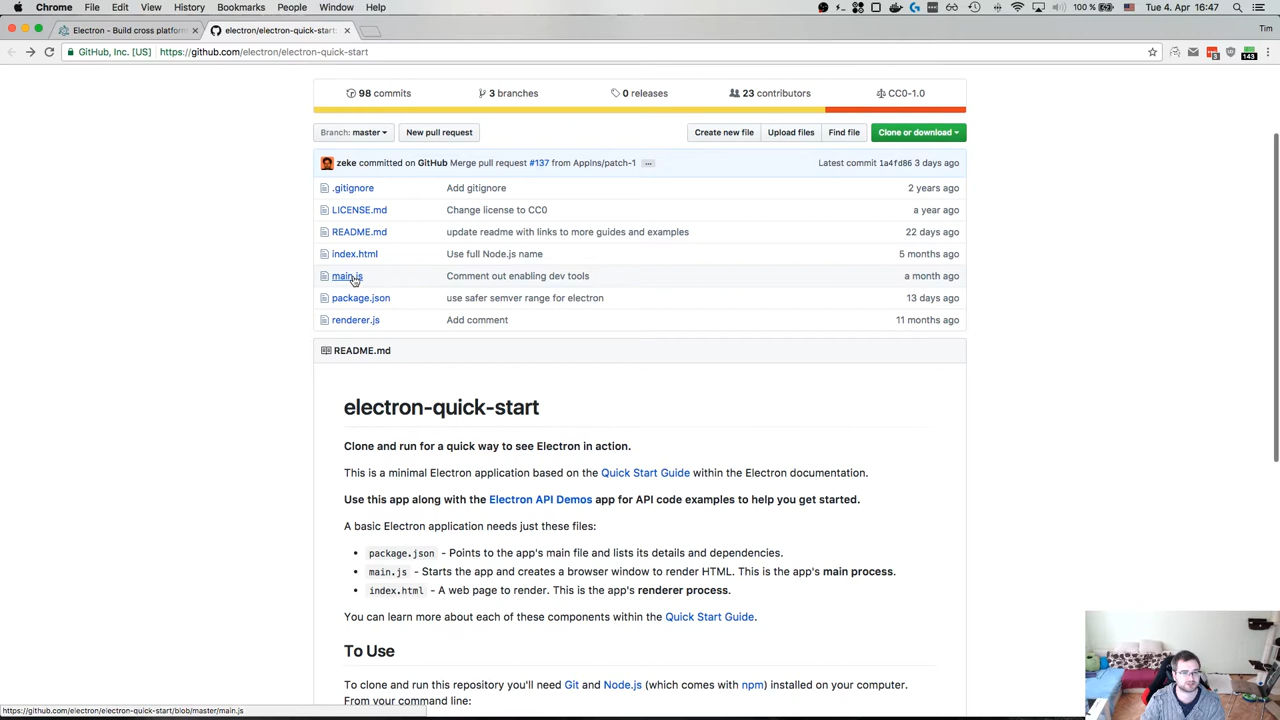 Chrome File Edit View History Bookmarks People Window Help 100 % Tue 4. Apr 16:47
Electron - Build cross platform electron/electron-quick-start: Tim
GitHub, Inc. [US] https://github.com/electron/electron-quick-start 3 143
98 commits 3 branches 0 releases 23 contributors CC0-1.0
Branch: master New pull request Create new file Upload files Find file Clone or download
zeke committed on GitHub Merge pull request #137 from AppIns/patch-1 … Latest commit 1a4fd86 3 days ago
.gitignore Add gitignore 2 years ago
LICENSE.md Change license to CC0 a year ago
README.md update readme with links to more guides and examples 22 days ago
index.html Use full Node.js name 5 months ago
main.js Comment out enabling dev tools a month ago
package.json use safer semver range for electron 13 days ago
renderer.js Add comment 11 months ago
README.md
electron-quick-start
Clone and run for a quick way to see Electron in action.
This is a minimal Electron application based on the Quick Start Guide within the Electron documentation.
Use this app along with the Electron API Demos app for API code examples to help you get started.
A basic Electron application needs just these files:
• package.json - Points to the app's main file and lists its details and dependencies.
• main.js - Starts the app and creates a browser window to render HTML. This is the app's main process.
• index.html - A web page to render. This is the app's renderer process.
You can learn more about each of these components within the Quick Start Guide.
To Use
To clone and run this repository you'll need Git and Node.js (which comes with npm) installed on your computer.
From your command line:
https://github.com/electron/electron-quick-start/blob/master/main.js